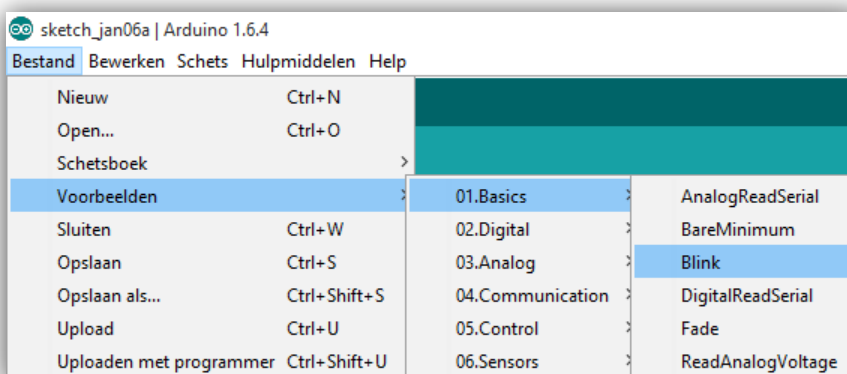 sketch_jan06a | Arduino 1.6.4
Bestand Bewerken Schets Hulpmiddelen Help
Nieuw Ctrl+N
Open... Ctrl+O
Schetsboek
Voorbeelden 01.Basics AnalogReadSerial
Sluiten Ctrl+W 02.Digital BareMinimum
Opslaan Ctrl+S 03.Analog Blink
Opslaan als... Ctrl+Shift+S 04.Communication DigitalReadSerial
Upload Ctrl+U 05.Control Fade
Uploaden met programmer Ctrl+Shift+U 06.Sensors ReadAnalogVoltage